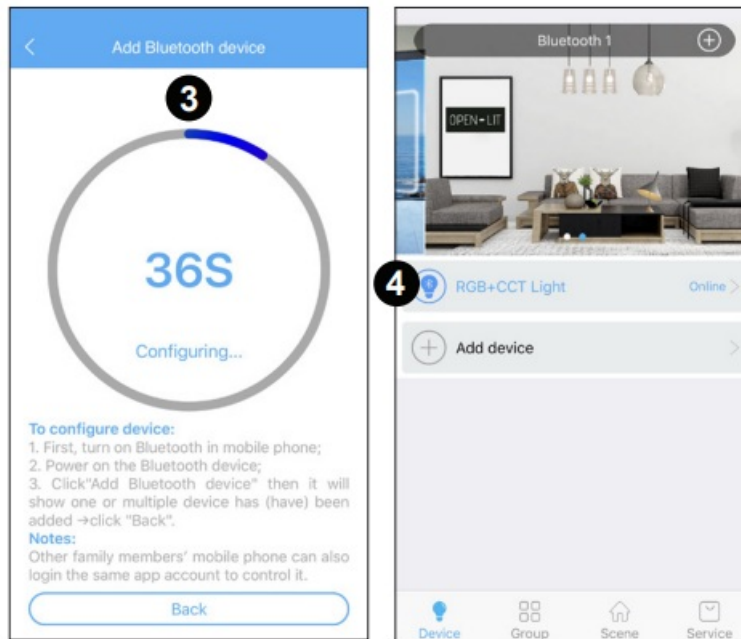 Add Bluetooth device
3
36S
Configuring...
To configure device:
1. First, turn on Bluetooth in mobile phone;
2. Power on the Bluetooth device;
3. Click"Add Bluetooth device" then it will
show one or multiple device has (have) been
added →click "Back".
Notes:
Other family members' mobile phone can also
login the same app account to control it.
Back
Bluetooth 1
OPEN-LIT
4
RGB+CCT Light
Online
Add device
Device
Group
Scene
Service